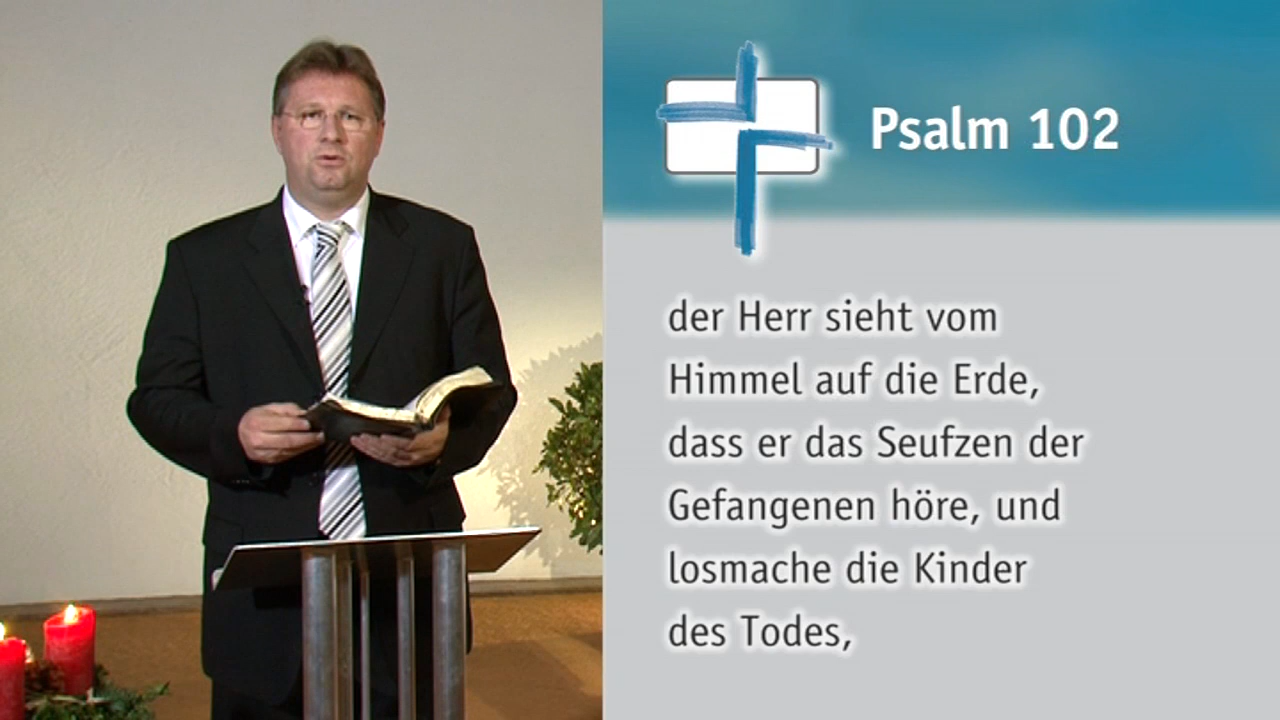 Psalm 102
der Herr sieht vom
Himmel auf die Erde,
dass er das Seufzen der
Gefangenen höre, und
losmache die Kinder
des Todes,